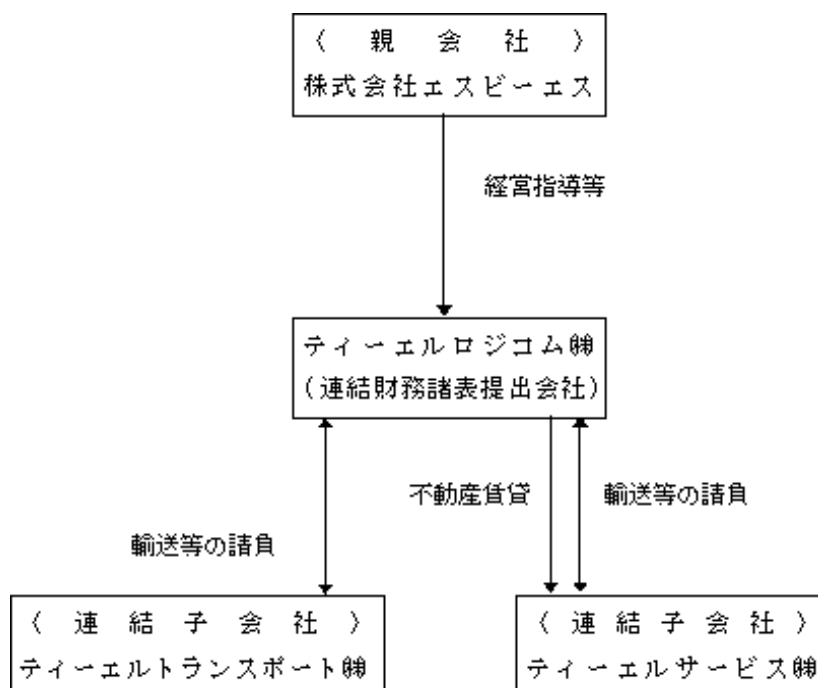 〈 親 会 社 〉
株式会社エスビーエス
経営指導等
ティーエルロジコム㈱
(連結財務諸表提出会社)
不動産賃貸
輸送等の請負
輸送等の請負
〈 連 結 子 会 社 〉
ティーエルトランスポート㈱
〈 連 結 子 会 社 〉
ティーエルサービス㈱